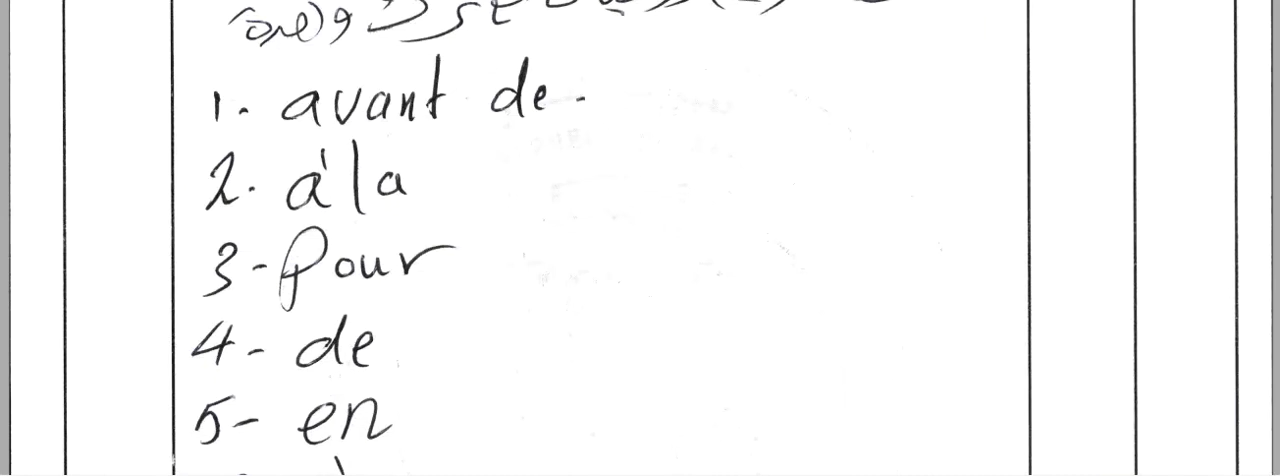 1. avant de.
2. à la
3- Pour
4- de
5- en